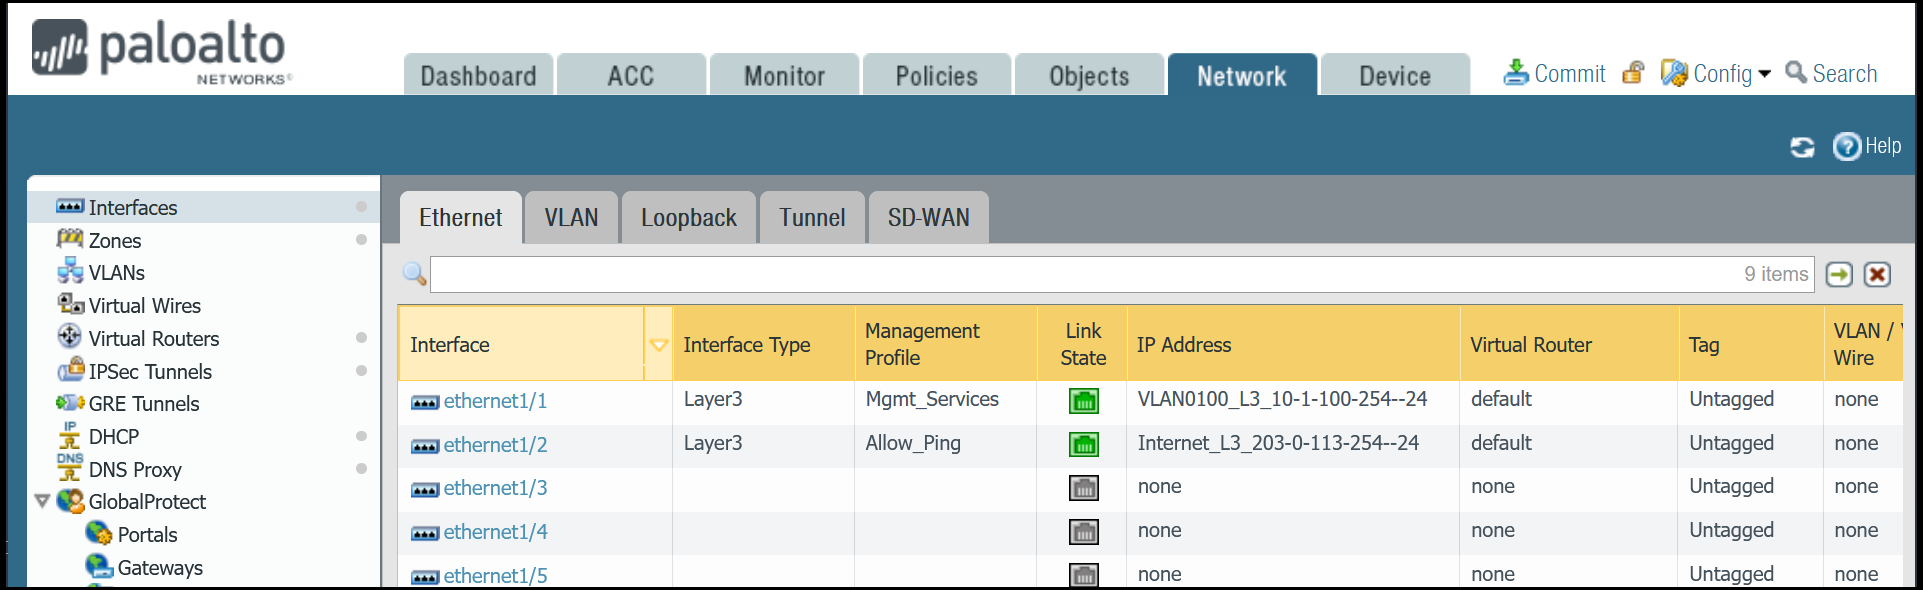 paloalto
NETWORKS®
Dashboard ACC Monitor Policies Objects Network Device Commit Config Search
Help
Interfaces
Zones
VLANs
Virtual Wires
Virtual Routers
IPSec Tunnels
GRE Tunnels
IP
DHCP
DNS
DNS Proxy
GlobalProtect
Portals
Gateways
Ethernet VLAN Loopback Tunnel SD-WAN
9 items
Interface Interface Type Management Profile Link State IP Address Virtual Router Tag VLAN / Wire
ethernet1/1 Layer3 Mgmt_Services VLAN0100_L3_10-1-100-254--24 default Untagged none
ethernet1/2 Layer3 Allow_Ping Internet_L3_203-0-113-254--24 default Untagged none
ethernet1/3 none none Untagged none
ethernet1/4 none none Untagged none
ethernet1/5 none none Untagged none